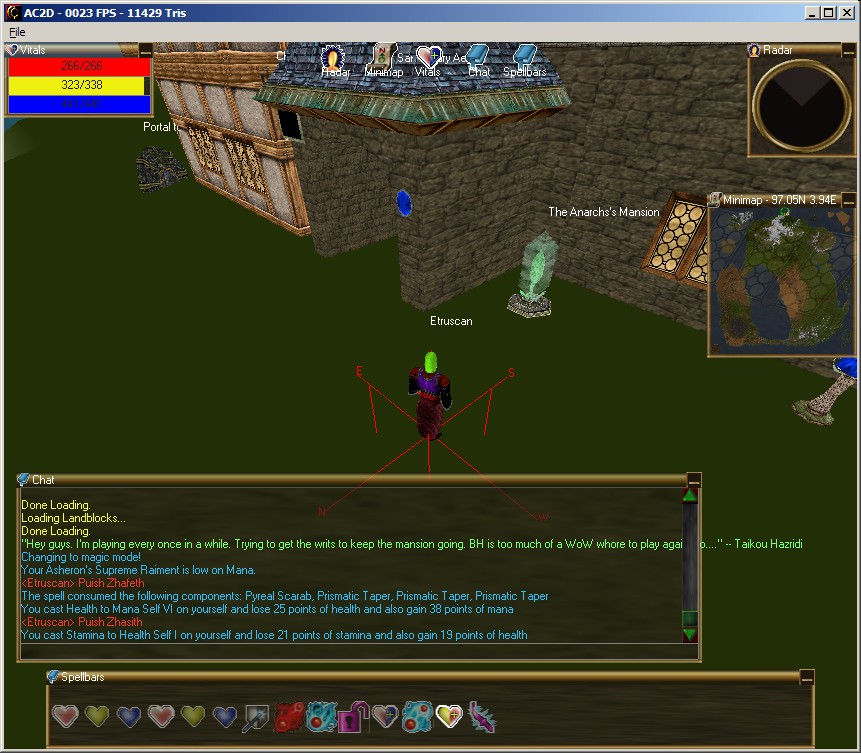 AC2D - 0023 FPS - 11429 Tris
File
Vitals
266/266
323/338
Radar
Minimap
Vitals
Chat
Spellbars
Radar
Portal to
Minimap - 97.05N 3.94E
The Anarchs's Mansion
Etruscan
E
S
N
W
Chat
Done Loading.
Loading Landblocks...
Done Loading.
"Hey guys. I'm playing every once in a while. Trying to get the writs to keep the mansion going. BH is too much of a WoW whore to play agai o...." -- Taikou Hazridi
Changing to magic mode!
Your Asheron's Supreme Raiment is low on Mana.
<Etruscan> Puish Zhafeth
The spell consumed the following components: Pyreal Scarab, Prismatic Taper, Prismatic Taper, Prismatic Taper
You cast Health to Mana Self VI on yourself and lose 25 points of health and also gain 38 points of mana
<Etruscan> Puish Zhasith
You cast Stamina to Health Self I on yourself and lose 21 points of stamina and also gain 19 points of health
Spellbars